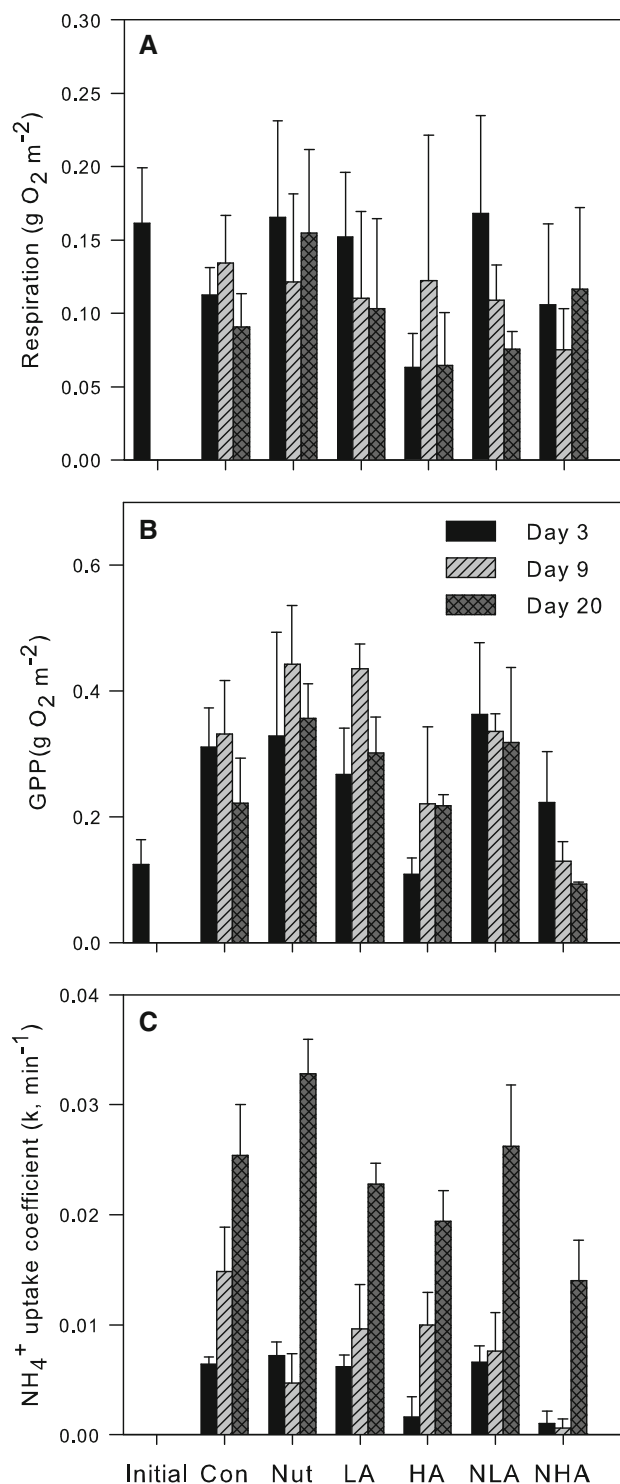 A
0.30
0.25
0.20
0.15
0.10
0.05
0.00
Respiration (g O2 m-2)
B
Day 3
Day 9
Day 20
0.6
0.4
0.2
0.0
GPP(g O2 m-2)
C
0.04
0.03
0.02
0.01
0.00
NH4+ uptake coefficient (k, min-1)
Initial Con Nut LA HA NLA NHA